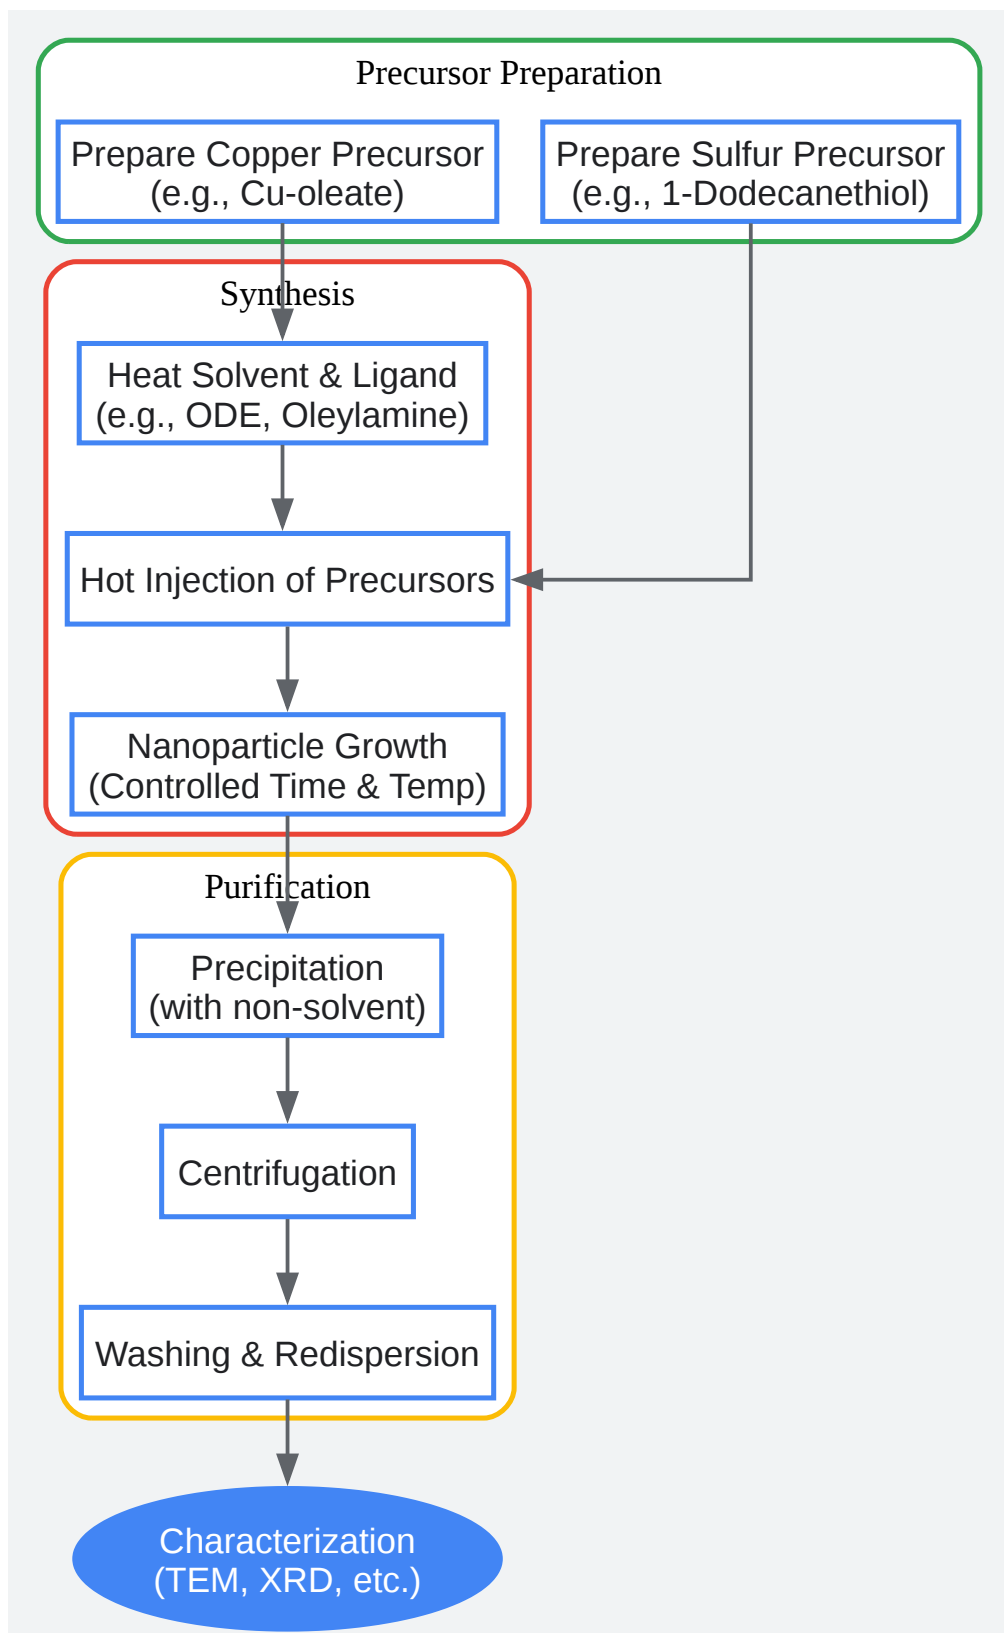 Precursor Preparation
Prepare Copper Precursor
(e.g., Cu-oleate)
Prepare Sulfur Precursor
(e.g., 1-Dodecanethiol)
Synthesis
Heat Solvent & Ligand
(e.g., ODE, Oleylamine)
Hot Injection of Precursors
Nanoparticle Growth
(Controlled Time & Temp)
Purification
Precipitation
(with non-solvent)
Centrifugation
Washing & Redispersion
Characterization
(TEM, XRD, etc.)